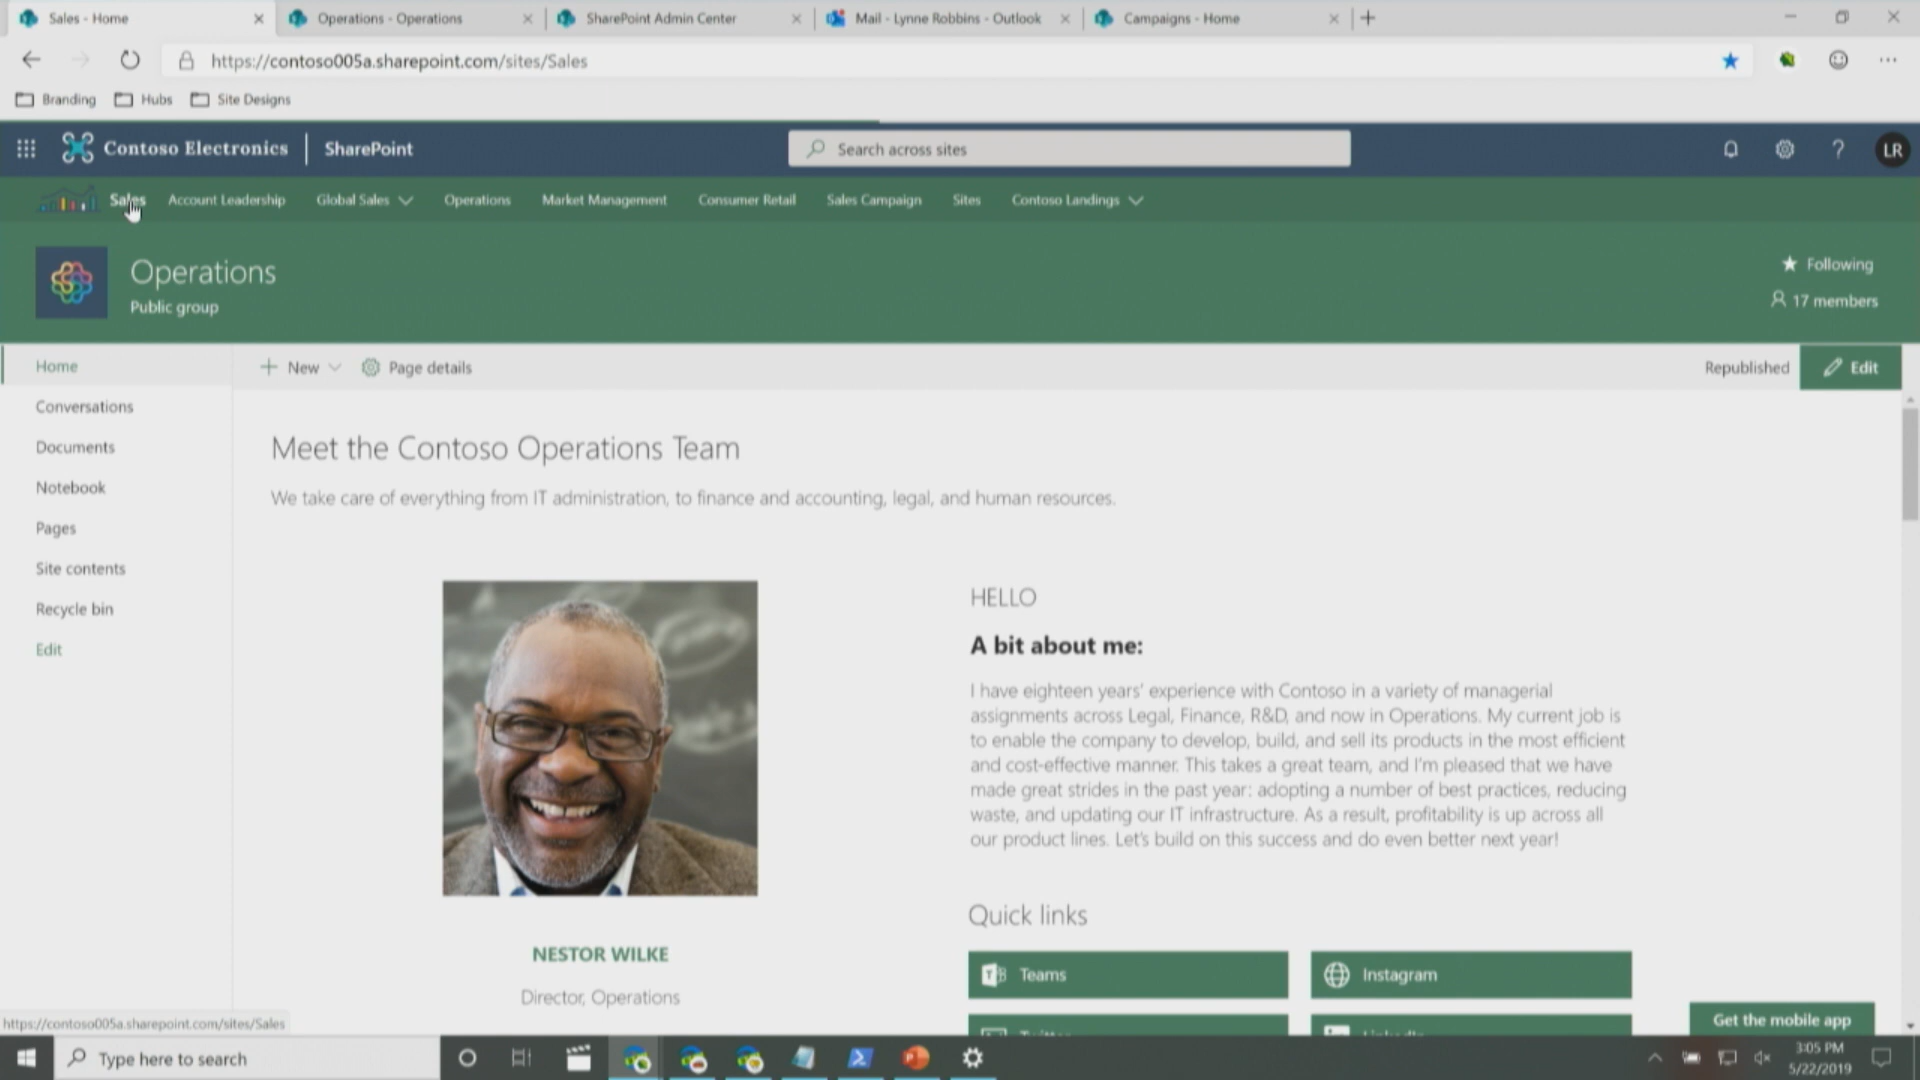 Sales - Home
Operations - Operations
SharePoint Admin Center
Mail - Lynne Robbins - Outlook
Campaigns - Home
https://contoso005a.sharepoint.com/sites/Sales
Branding
Hubs
Site Designs
Contoso Electronics
SharePoint
Search across sites
LR
Sales
Account Leadership
Global Sales
Operations
Market Management
Consumer Retail
Sales Campaign
Sites
Contoso Landings
Operations
Public group
Following
17 members
Home
Conversations
Documents
Notebook
Pages
Site contents
Recycle bin
Edit
New
Page details
Republished
Edit
Meet the Contoso Operations Team
We take care of everything from IT administration, to finance and accounting, legal, and human resources.
NESTOR WILKE
Director, Operations
HELLO
A bit about me:
I have eighteen years' experience with Contoso in a variety of managerial
assignments across Legal, Finance, R&D, and now in Operations. My current job is
to enable the company to develop, build, and sell its products in the most efficient
and cost-effective manner. This takes a great team, and I'm pleased that we have
made great strides in the past year: adopting a number of best practices, reducing
waste, and updating our IT infrastructure. As a result, profitability is up across all
our product lines. Let's build on this success and do even better next year!
Quick links
Teams
Instagram
Get the mobile app
https://contoso005a.sharepoint.com/sites/Sales
Type here to search
3:05 PM
5/22/2019